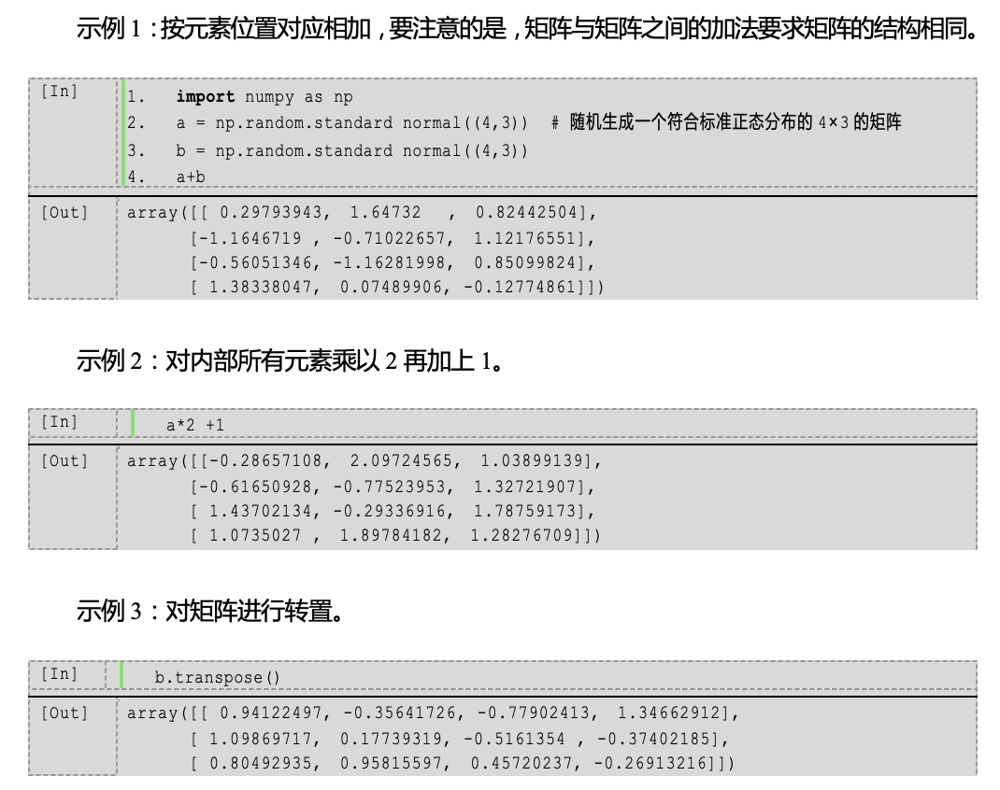 示例 1：按元素位置对应相加，要注意的是，矩阵与矩阵之间的加法要求矩阵的结构相同。
[In]
1. import numpy as np
2. a = np.random.standard normal((4,3)) # 随机生成一个符合标准正态分布的 4×3 的矩阵
3. b = np.random.standard normal((4,3))
4. a+b
[Out] array([[ 0.29793943, 1.64732 , 0.82442504],
[-1.1646719 , -0.71022657, 1.12176551],
[-0.56051346, -1.16281998, 0.85099824],
[ 1.38338047, 0.07489906, -0.12774861]])
示例 2：对内部所有元素乘以 2 再加上 1。
[In] a*2 +1
[Out] array([[-0.28657108, 2.09724565, 1.03899139],
[-0.61650928, -0.77523953, 1.32721907],
[ 1.43702134, -0.29336916, 1.78759173],
[ 1.0735027 , 1.89784182, 1.28276709]])
示例 3：对矩阵进行转置。
[In] b.transpose()
[Out] array([[ 0.94122497, -0.35641726, -0.77902413, 1.34662912],
[ 1.09869717, 0.17739319, -0.5161354 , -0.37402185],
[ 0.80492935, 0.95815597, 0.45720237, -0.26913216]])